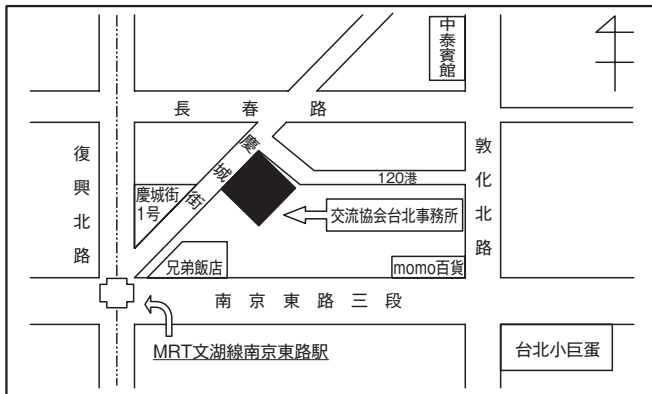 中泰賓館
長春路
復興北路
慶城街
敦化北路
120港
慶城街
1号
交流協会台北事務所
兄弟飯店
momo百貨
南京東路三段
MRT文湖線南京東路駅
台北小巨蛋